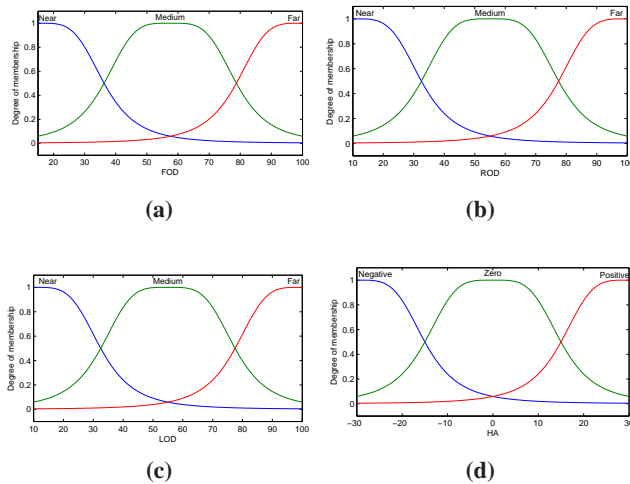 Near Medium Far
1
0.8
0.6
0.4
0.2
0
Degree of membership
20 30 40 50 60 70 80 90 100
FOD
(a)
Near Medium Far
1
0.8
0.6
0.4
0.2
0
Degree of membership
10 20 30 40 50 60 70 80 90 100
ROD
(b)
Near Medium Far
1
0.8
0.6
0.4
0.2
0
Degree of membership
10 20 30 40 50 60 70 80 90 100
LOD
(c)
Negative Zero Positive
1
0.8
0.6
0.4
0.2
0
Degree of membership
−30 −20 −10 0 10 20 30
HA
(d)